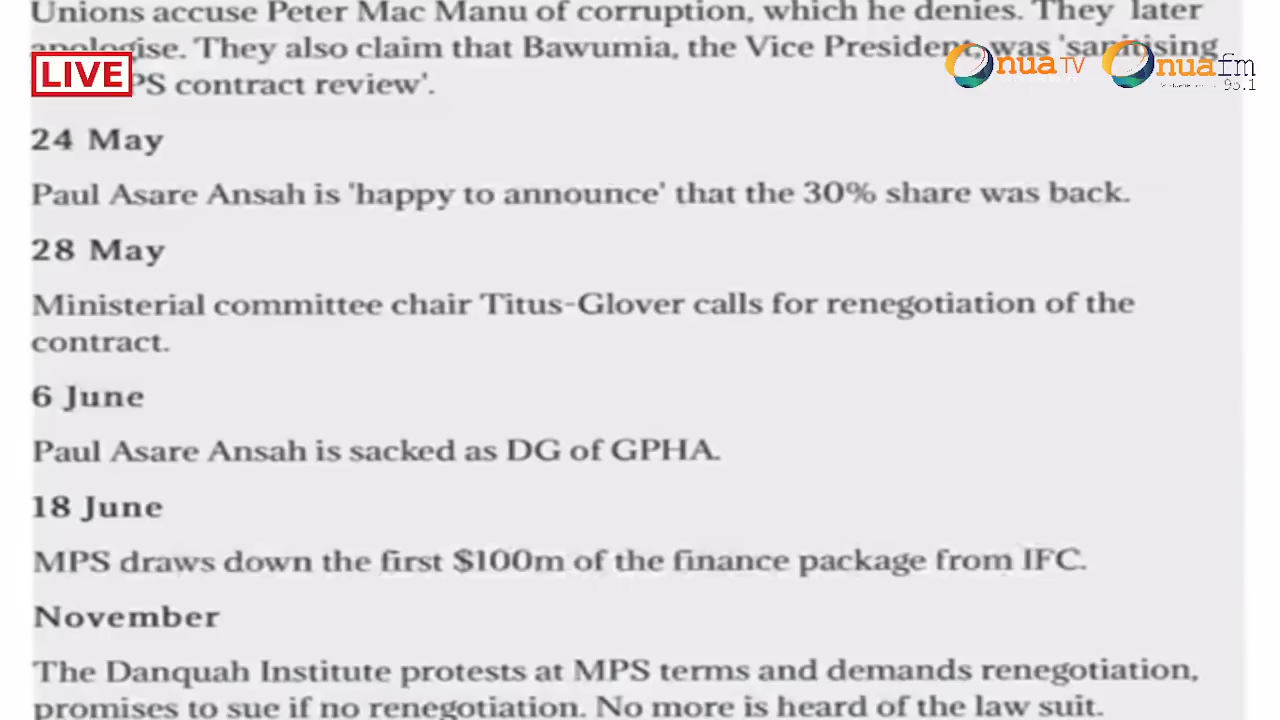 Unions accuse Peter Mac Manu of corruption, which he denies. They later
apologise. They also claim that Bawumia, the Vice President, was 'sanitising
PS contract review'.
LIVE
Onua TV
Onua fm
95.1
24 May
Paul Asare Ansah is 'happy to announce' that the 30% share was back.
28 May
Ministerial committee chair Titus-Glover calls for renegotiation of the
contract.
6 June
Paul Asare Ansah is sacked as DG of GPHA.
18 June
MPS draws down the first $100m of the finance package from IFC.
November
The Danquah Institute protests at MPS terms and demands renegotiation,
promises to sue if no renegotiation. No more is heard of the law suit.